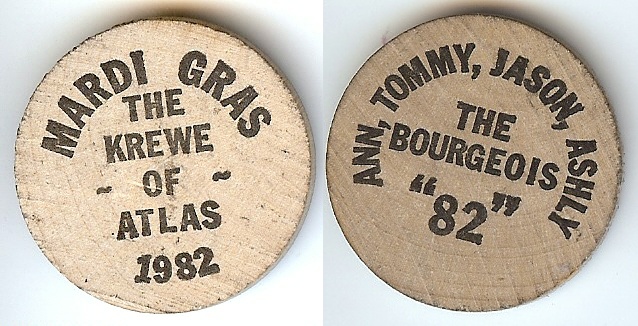 MARDI GRAS
THE
KREWE
~ OF ~
ATLAS
1982
ANN, TOMMY, JASON, ASHLY
THE
BOURGEOIS
"82"